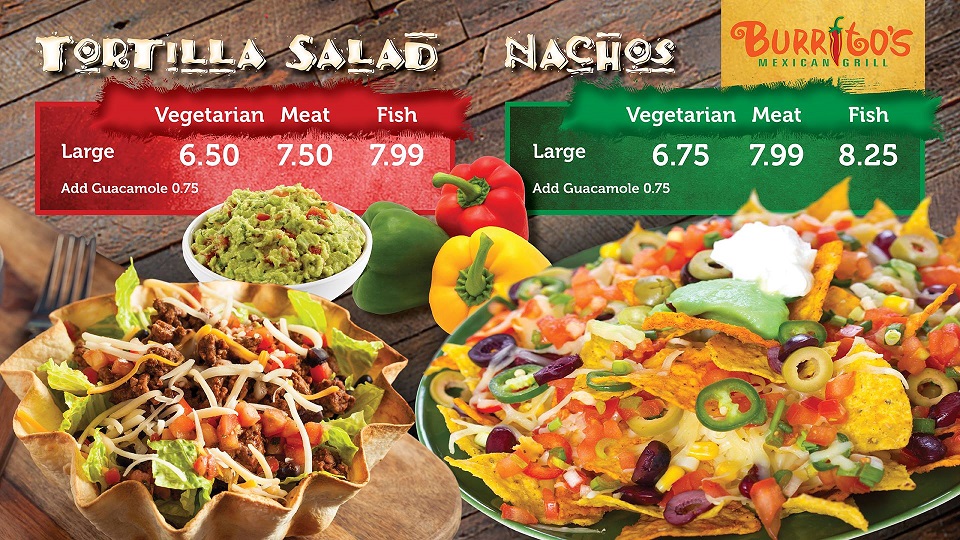 TORTILLA SALAD
Vegetarian Meat Fish
Large 6.50 7.50 7.99
Add Guacamole 0.75
NACHOS
Vegetarian Meat Fish
Large 6.75 7.99 8.25
Add Guacamole 0.75
BURRITO'S
MEXICAN GRILL